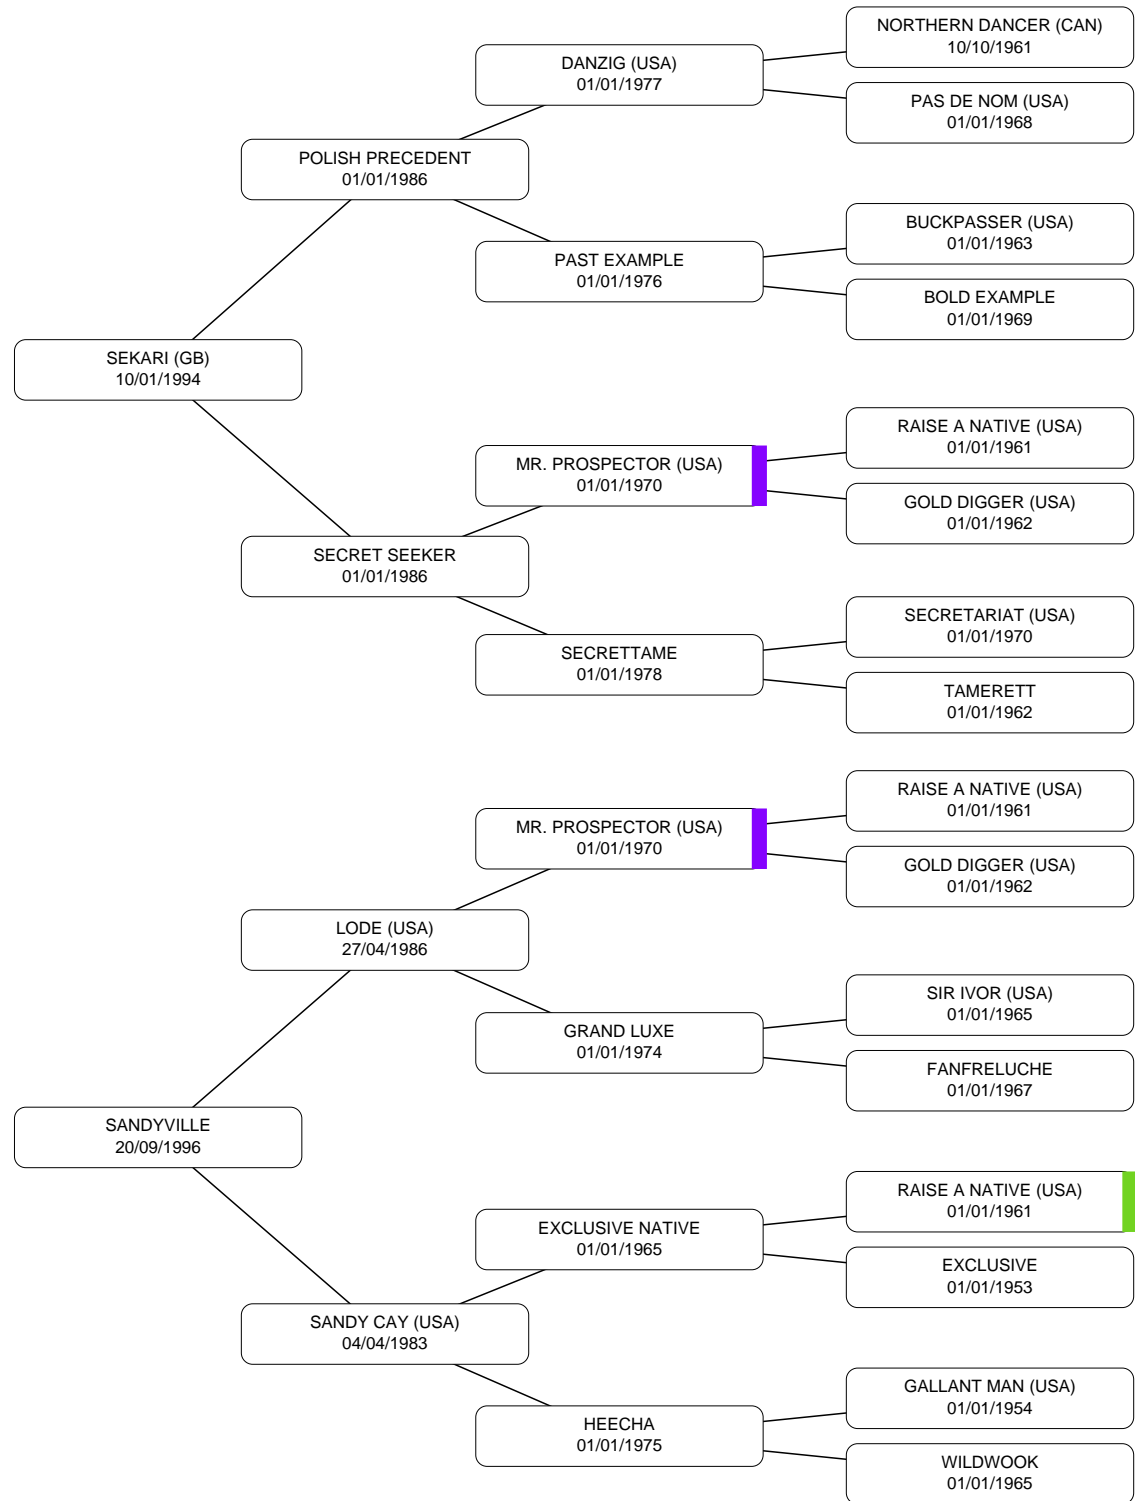 NORTHERN DANCER (CAN)
10/10/1961
DANZIG (USA)
01/01/1977
PAS DE NOM (USA)
01/01/1968
POLISH PRECEDENT
01/01/1986
BUCKPASSER (USA)
01/01/1963
PAST EXAMPLE
01/01/1976
BOLD EXAMPLE
01/01/1969
SEKARI (GB)
10/01/1994
RAISE A NATIVE (USA)
01/01/1961
MR. PROSPECTOR (USA)
01/01/1970
GOLD DIGGER (USA)
01/01/1962
SECRET SEEKER
01/01/1986
SECRETARIAT (USA)
01/01/1970
SECRETTAME
01/01/1978
TAMERETT
01/01/1962
RAISE A NATIVE (USA)
01/01/1961
MR. PROSPECTOR (USA)
01/01/1970
GOLD DIGGER (USA)
01/01/1962
LODE (USA)
27/04/1986
SIR IVOR (USA)
01/01/1965
GRAND LUXE
01/01/1974
FANFRELUCHE
01/01/1967
SANDYVILLE
20/09/1996
RAISE A NATIVE (USA)
01/01/1961
EXCLUSIVE NATIVE
01/01/1965
EXCLUSIVE
01/01/1953
SANDY CAY (USA)
04/04/1983
GALLANT MAN (USA)
01/01/1954
HEECHA
01/01/1975
WILDWOOK
01/01/1965